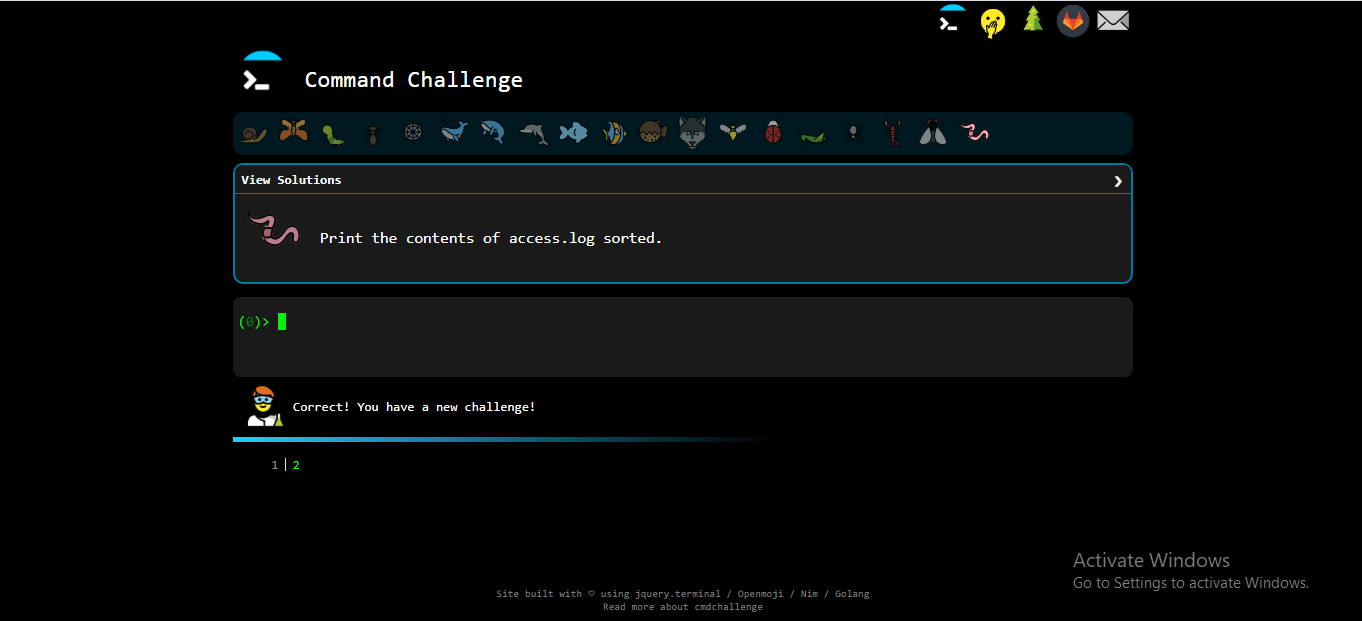 Command Challenge
View Solutions
Print the contents of access.log sorted.
(0)>
Correct! You have a new challenge!
1 | 2
Activate Windows
Go to Settings to activate Windows.
Site built with ♡ using jquery.terminal / Openmoji / Nim / Golang
Read more about cmdchallenge